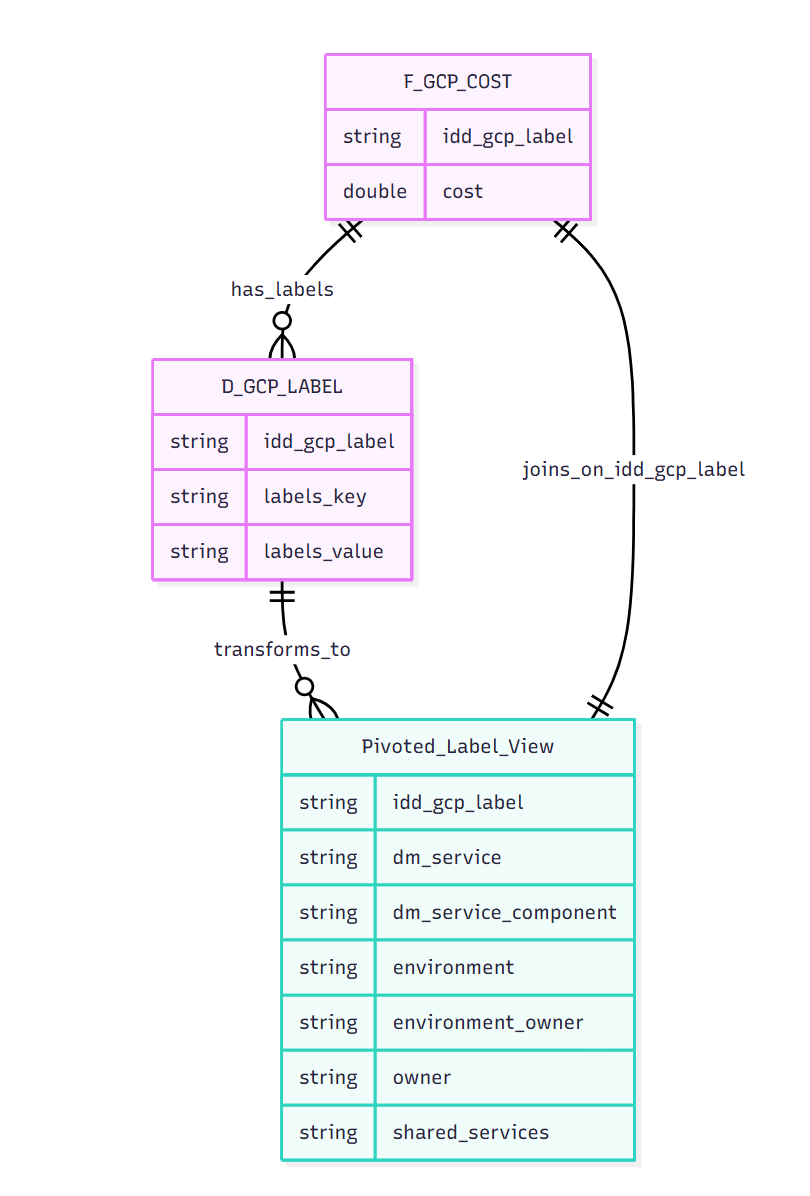 F_GCP_COST
string idd_gcp_label
double cost
has_labels
D_GCP_LABEL
string idd_gcp_label
string labels_key
string labels_value
joins_on_idd_gcp_label
transforms_to
Pivoted_Label_View
string idd_gcp_label
string dm_service
string dm_service_component
string environment
string environment_owner
string owner
string shared_services